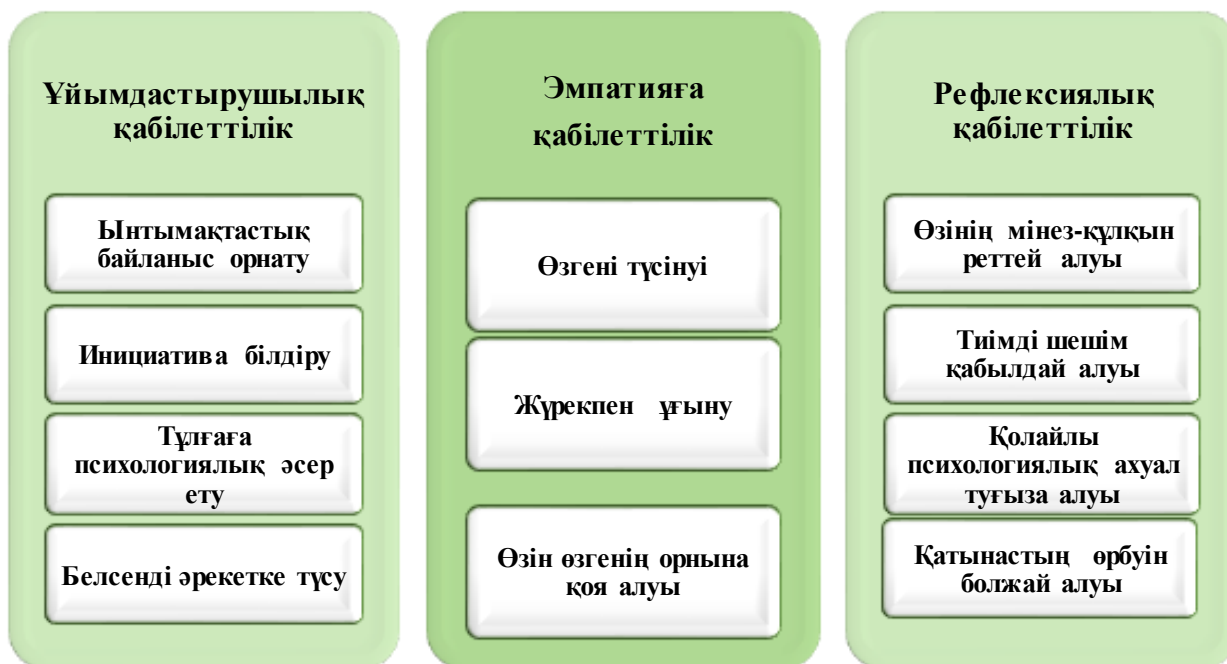 Ұйымдастырушылық
қабілеттілік
Ынтымақтастық
байланыс орнату
Инициатива білдіру
Тұлғаға
психологиялық әсер
ету
Белсенді әрекетке түсу
Эмпатияға
қабілеттілік
Өзгені түсінуі
Жүрекпен ұғыну
Өзін өзгенің орнына
қоя алуы
Рефлексиялық
қабілеттілік
Өзінің мінез-құлқын
реттей алуы
Тиімді шешім
қабылдай алуы
Қолайлы
психологиялық ахуал
туғыза алуы
Қатынастың өрбуін
болжай алуы